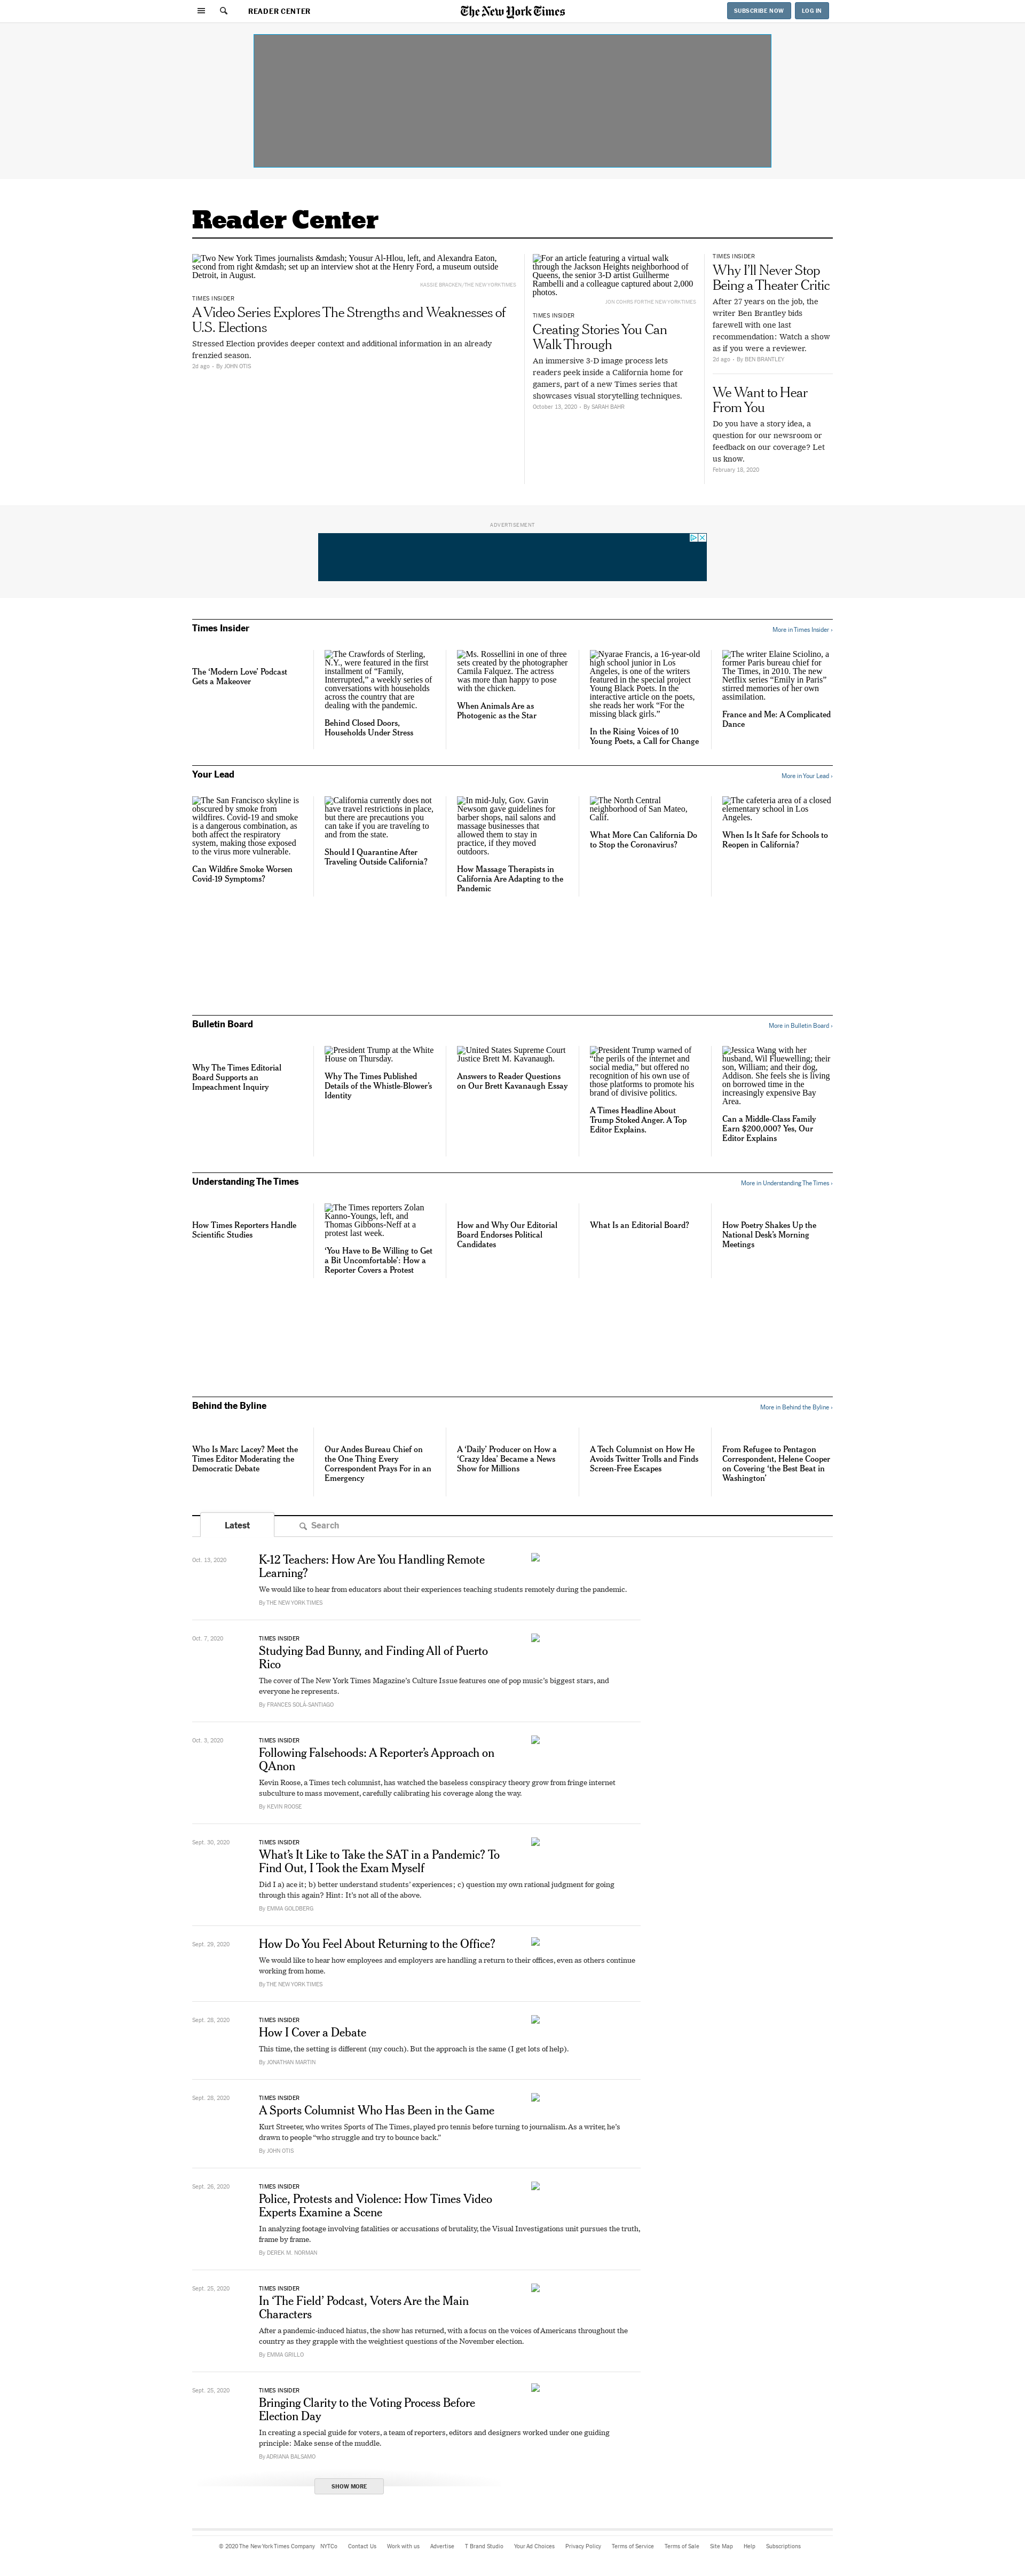 READER CENTER
The New York Times
SUBSCRIBE NOW
LOG IN
Reader Center
Two New York Times journalists &mdash; Yousur Al-Hlou, left, and Alexandra Eaton,
second from right &mdash; set up an interview shot at the Henry Ford, a museum outside
Detroit, in August.
KASSIE BRACKEN/THE NEW YORK TIMES
TIMES INSIDER
A Video Series Explores The Strengths and Weaknesses of
U.S. Elections
Stressed Election provides deeper context and additional information in an already
frenzied season.
2d ago - By JOHN OTIS
For an article featuring a virtual walk
through the Jackson Heights neighborhood of
Queens, the senior 3-D artist Guilherme
Rambelli and a colleague captured about 2,000
photos.
JON COHRS FOR THE NEW YORK TIMES
TIMES INSIDER
Creating Stories You Can
Walk Through
An immersive 3-D image process lets
readers peek inside a California home for
gamers, part of a new Times series that
showcases visual storytelling techniques.
October 13, 2020 - By SARAH BAHR
TIMES INSIDER
Why I’ll Never Stop
Being a Theater Critic
After 27 years on the job, the
writer Ben Brantley bids
farewell with one last
recommendation: Watch a show
as if you were a reviewer.
2d ago - By BEN BRANTLEY
We Want to Hear
From You
Do you have a story idea, a
question for our newsroom or
feedback on our coverage? Let
us know.
February 18, 2020
ADVERTISEMENT
Times Insider
More in Times Insider ›
The ‘Modern Love’ Podcast
Gets a Makeover
The Crawfords of Sterling,
N.Y., were featured in the first
installment of “Family,
Interrupted,” a weekly series of
conversations with households
across the country that are
dealing with the pandemic.
Behind Closed Doors,
Households Under Stress
Ms. Rossellini in one of three
sets created by the photographer
Camila Falquez. The actress
was more than happy to pose
with the chicken.
When Animals Are as
Photogenic as the Star
Nyarae Francis, a 16-year-old
high school junior in Los
Angeles, is one of the writers
featured in the special project
Young Black Poets. In the
interactive article on the poets,
she reads her work “For the
missing black girls.”
In the Rising Voices of 10
Young Poets, a Call for Change
The writer Elaine Sciolino, a
former Paris bureau chief for
The Times, in 2010. The new
Netflix series “Emily in Paris”
stirred memories of her own
assimilation.
France and Me: A Complicated
Dance
Your Lead
More in Your Lead ›
The San Francisco skyline is
obscured by smoke from
wildfires. Covid-19 and smoke
is a dangerous combination, as
both affect the respiratory
system, making those exposed
to the virus more vulnerable.
Can Wildfire Smoke Worsen
Covid-19 Symptoms?
California currently does not
have travel restrictions in place,
but there are precautions you
can take if you are traveling to
and from the state.
Should I Quarantine After
Traveling Outside California?
In mid-July, Gov. Gavin
Newsom gave guidelines for
barber shops, nail salons and
massage businesses that
allowed them to stay in
practice, if they moved
outdoors.
How Massage Therapists in
California Are Adapting to the
Pandemic
The North Central
neighborhood of San Mateo,
Calif.
What More Can California Do
to Stop the Coronavirus?
The cafeteria area of a closed
elementary school in Los
Angeles.
When Is It Safe for Schools to
Reopen in California?
Bulletin Board
More in Bulletin Board ›
Why The Times Editorial
Board Supports an
Impeachment Inquiry
President Trump at the White
House on Thursday.
Why The Times Published
Details of the Whistle-Blower’s
Identity
United States Supreme Court
Justice Brett M. Kavanaugh.
Answers to Reader Questions
on Our Brett Kavanaugh Essay
President Trump warned of
“the perils of the internet and
social media,” but offered no
recognition of his own use of
those platforms to promote his
brand of divisive politics.
A Times Headline About
Trump Stoked Anger. A Top
Editor Explains.
Jessica Wang with her
husband, Wil Fluewelling; their
son, William; and their dog,
Addison. She feels she is living
on borrowed time in the
increasingly expensive Bay
Area.
Can a Middle-Class Family
Earn $200,000? Yes, Our
Editor Explains
Understanding The Times
More in Understanding The Times ›
How Times Reporters Handle
Scientific Studies
The Times reporters Zolan
Kanno-Youngs, left, and
Thomas Gibbons-Neff at a
protest last week.
‘You Have to Be Willing to Get
a Bit Uncomfortable’: How a
Reporter Covers a Protest
How and Why Our Editorial
Board Endorses Political
Candidates
What Is an Editorial Board?
How Poetry Shakes Up the
National Desk’s Morning
Meetings
Behind the Byline
More in Behind the Byline ›
Who Is Marc Lacey? Meet the
Times Editor Moderating the
Democratic Debate
Our Andes Bureau Chief on
the One Thing Every
Correspondent Prays For in an
Emergency
A ‘Daily’ Producer on How a
‘Crazy Idea’ Became a News
Show for Millions
A Tech Columnist on How He
Avoids Twitter Trolls and Finds
Screen-Free Escapes
From Refugee to Pentagon
Correspondent, Helene Cooper
on Covering ‘the Best Beat in
Washington’
Latest
Search
Oct. 13, 2020
K-12 Teachers: How Are You Handling Remote
Learning?
We would like to hear from educators about their experiences teaching students remotely during the pandemic.
By THE NEW YORK TIMES
Oct. 7, 2020
TIMES INSIDER
Studying Bad Bunny, and Finding All of Puerto
Rico
The cover of The New York Times Magazine’s Culture Issue features one of pop music’s biggest stars, and
everyone he represents.
By FRANCES SOLÁ-SANTIAGO
Oct. 3, 2020
TIMES INSIDER
Following Falsehoods: A Reporter’s Approach on
QAnon
Kevin Roose, a Times tech columnist, has watched the baseless conspiracy theory grow from fringe internet
subculture to mass movement, carefully calibrating his coverage along the way.
By KEVIN ROOSE
Sept. 30, 2020
TIMES INSIDER
What’s It Like to Take the SAT in a Pandemic? To
Find Out, I Took the Exam Myself
Did I a) ace it; b) better understand students’ experiences; c) question my own rational judgment for going
through this again? Hint: It’s not all of the above.
By EMMA GOLDBERG
Sept. 29, 2020
How Do You Feel About Returning to the Office?
We would like to hear how employees and employers are handling a return to their offices, even as others continue
working from home.
By THE NEW YORK TIMES
Sept. 28, 2020
TIMES INSIDER
How I Cover a Debate
This time, the setting is different (my couch). But the approach is the same (I get lots of help).
By JONATHAN MARTIN
Sept. 28, 2020
TIMES INSIDER
A Sports Columnist Who Has Been in the Game
Kurt Streeter, who writes Sports of The Times, played pro tennis before turning to journalism. As a writer, he’s
drawn to people “who struggle and try to bounce back.”
By JOHN OTIS
Sept. 26, 2020
TIMES INSIDER
Police, Protests and Violence: How Times Video
Experts Examine a Scene
In analyzing footage involving fatalities or accusations of brutality, the Visual Investigations unit pursues the truth,
frame by frame.
By DEREK M. NORMAN
Sept. 25, 2020
TIMES INSIDER
In ‘The Field’ Podcast, Voters Are the Main
Characters
After a pandemic-induced hiatus, the show has returned, with a focus on the voices of Americans throughout the
country as they grapple with the weightiest questions of the November election.
By EMMA GRILLO
Sept. 25, 2020
TIMES INSIDER
Bringing Clarity to the Voting Process Before
Election Day
In creating a special guide for voters, a team of reporters, editors and designers worked under one guiding
principle: Make sense of the muddle.
By ADRIANA BALSAMO
SHOW MORE
© 2020 The New York Times Company NYTCo Contact Us Work with us Advertise T Brand Studio Your Ad Choices Privacy Policy Terms of Service Terms of Sale Site Map Help Subscriptions